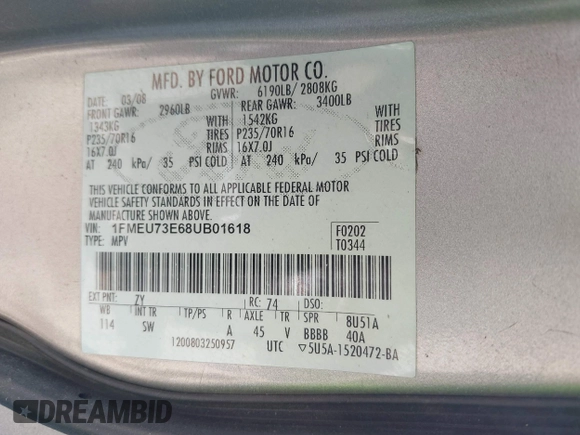 MFD. BY FORD MOTOR CO.
DATE: 03/08 GVWR: 6190LB/ 2808KG
FRONT GAWR: 2960LB REAR GAWR: 3400LB
1343KG WITH 1542KG WITH
P235/70R16 TIRES P235/70R16 TIRES
16X7.0J RIMS 16X7.0J RIMS
AT 240 kPa/ 35 PSI COLD AT 240 kPa/ 35 PSI COLD
THIS VEHICLE CONFORMS TO ALL APPLICABLE FEDERAL MOTOR
VEHICLE SAFETY STANDARDS IN EFFECT ON THE DATE OF MANUFACTURE
SHOWN ABOVE.
VIN: 1FMEU73E68UB01618 F0202
TYPE: MPV T0344
EXT PNT: ZY RC: 74 DSO:
WB INT TR TP/PS R AXLE TR SPR 8U51A
114 SW A 45 V BBBB 40A
1200803250957 UTC ▽5U5A-1520472-BA
DREAMBID